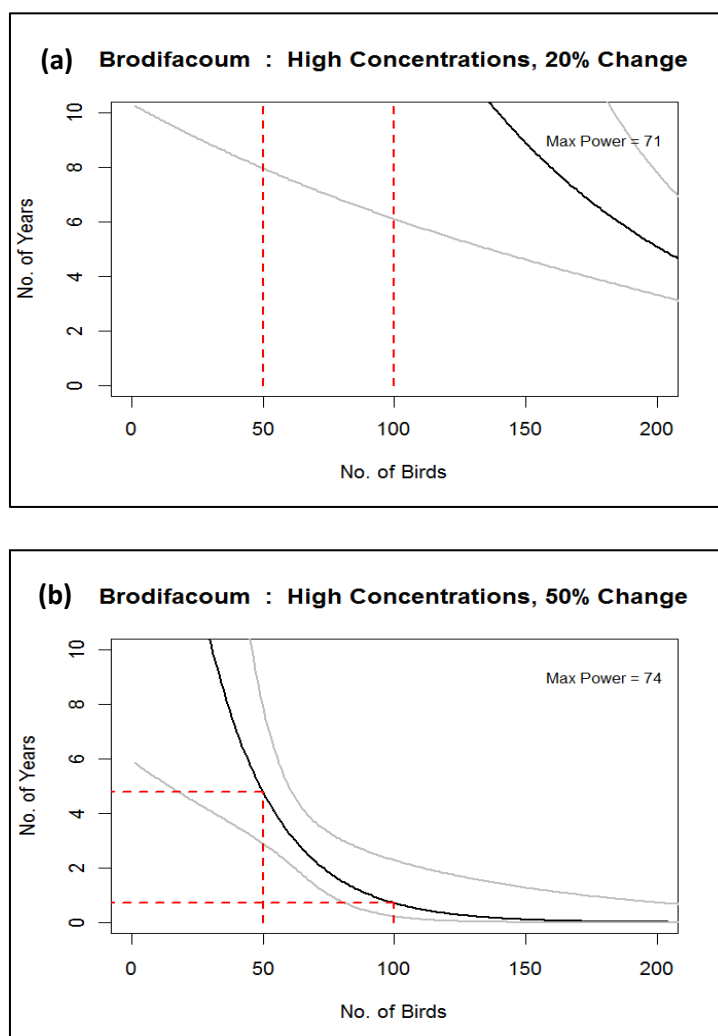 (a) Brodifacoum : High Concentrations, 20% Change
10
8
6
4
2
0
No. of Years
Max Power = 71
0 50 100 150 200
No. of Birds
(b) Brodifacoum : High Concentrations, 50% Change
10
8
6
4
2
0
No. of Years
Max Power = 74
0 50 100 150 200
No. of Birds